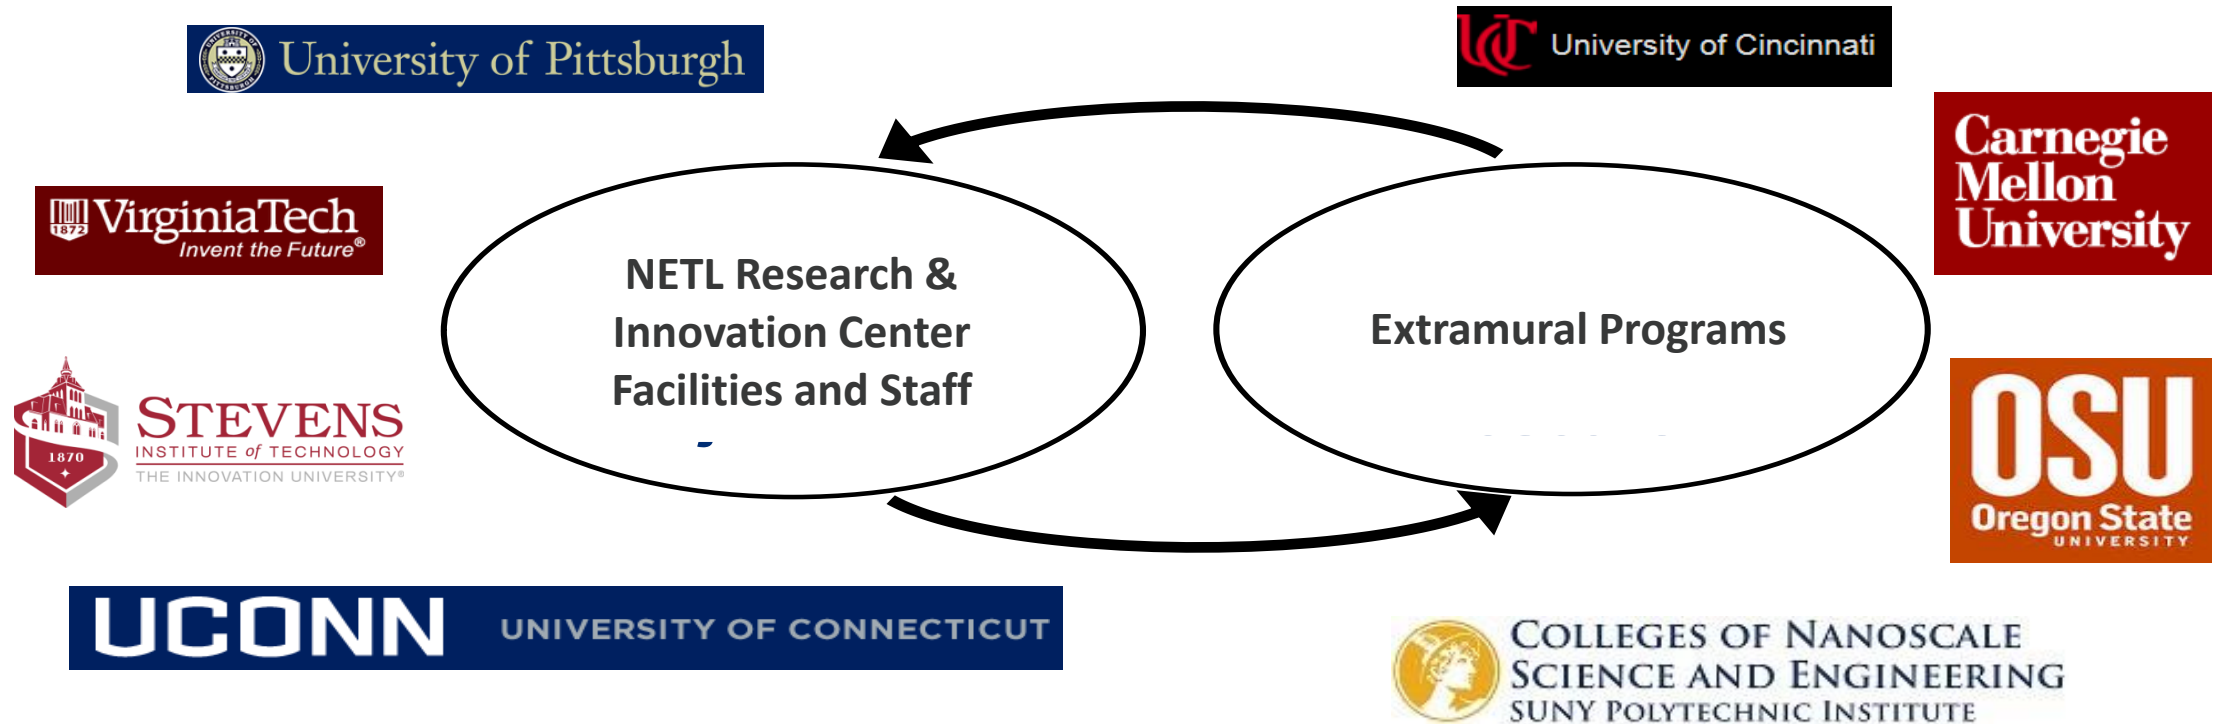 University of Pittsburgh
UC University of Cincinnati
Carnegie
Mellon
University
1872 VirginiaTech
Invent the Future®
NETL Research &
Innovation Center
Facilities and Staff
Extramural Programs
STEVENS
INSTITUTE of TECHNOLOGY
THE INNOVATION UNIVERSITY®
1870
OSU
Oregon State
UNIVERSITY
UCONN UNIVERSITY OF CONNECTICUT
COLLEGES OF NANOSCALE
SCIENCE AND ENGINEERING
SUNY POLYTECHNIC INSTITUTE